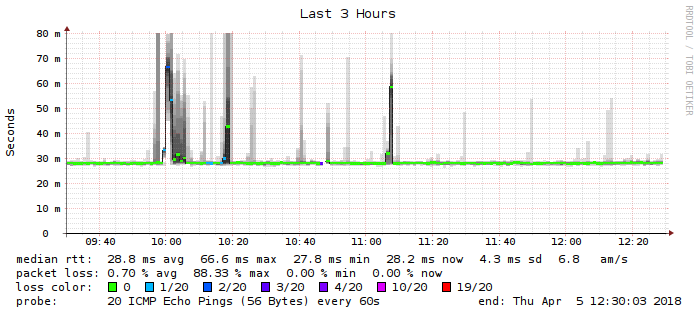 Last 3 Hours
RRDTOOL / TOBI OETIKER
Seconds
80 m
70 m
60 m
50 m
40 m
30 m
20 m
10 m
0
09:40 10:00 10:20 10:40 11:00 11:20 11:40 12:00 12:20
median rtt: 28.8 ms avg 66.6 ms max 27.8 ms min 28.2 ms now 4.3 ms sd 6.8 am/s
packet loss: 0.70 % avg 88.33 % max 0.00 % min 0.00 % now
loss color: 0 1/20 2/20 3/20 4/20 10/20 19/20
probe: 20 ICMP Echo Pings (56 Bytes) every 60s end: Thu Apr 5 12:30:03 2018